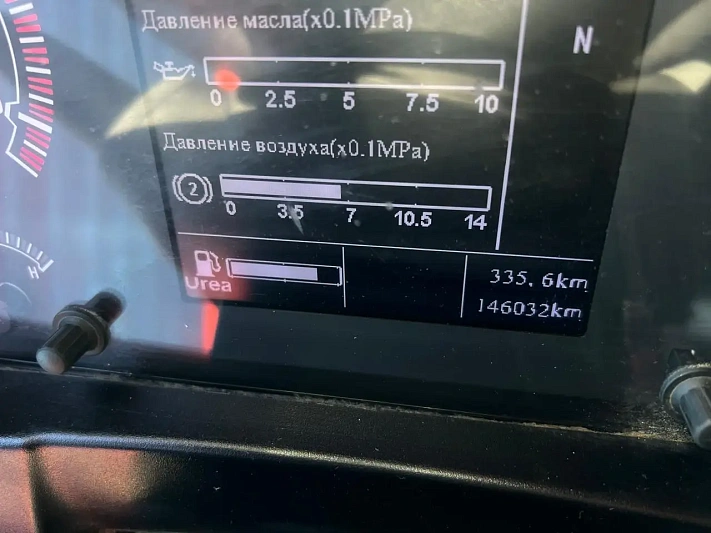 Давление масла(x0.1MPa)
N
0 2.5 5 7.5 10
Давление воздуха(x0.1MPa)
2
0 3.5 7 10.5 14
H
Urea
335.6km
146032km